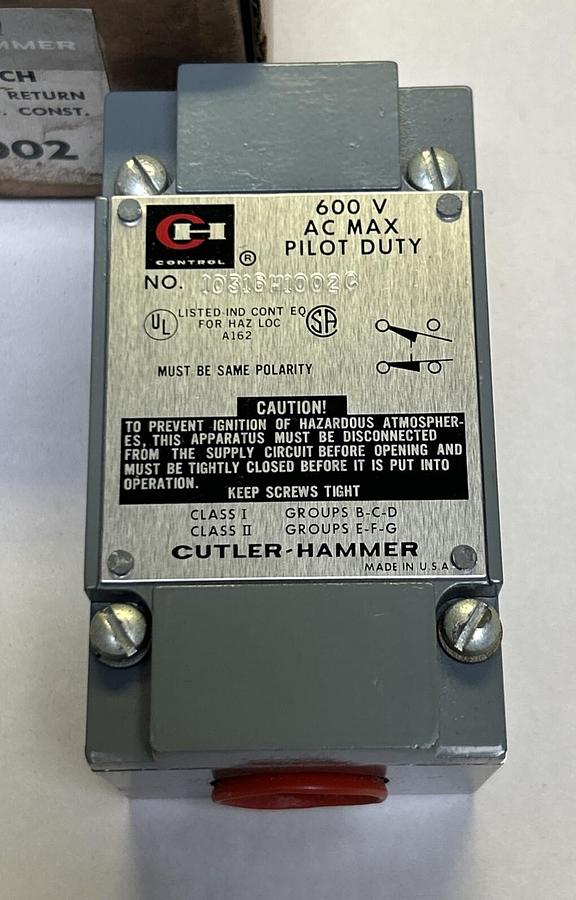 MMER
CH
RETURN
. CONST.
002
CH
CONTROL
®
600 V
AC MAX
PILOT DUTY
NO. 10316H1002C
UL LISTED IND CONT EQ SA
FOR HAZ LOC
A162
MUST BE SAME POLARITY
CAUTION!
TO PREVENT IGNITION OF HAZARDOUS ATMOSPHER-
ES, THIS APPARATUS MUST BE DISCONNECTED
FROM THE SUPPLY CIRCUIT BEFORE OPENING AND
MUST BE TIGHTLY CLOSED BEFORE IT IS PUT INTO
OPERATION.
KEEP SCREWS TIGHT
CLASS I GROUPS B-C-D
CLASS II GROUPS E-F-G
CUTLER-HAMMER
MADE IN U.S.A.